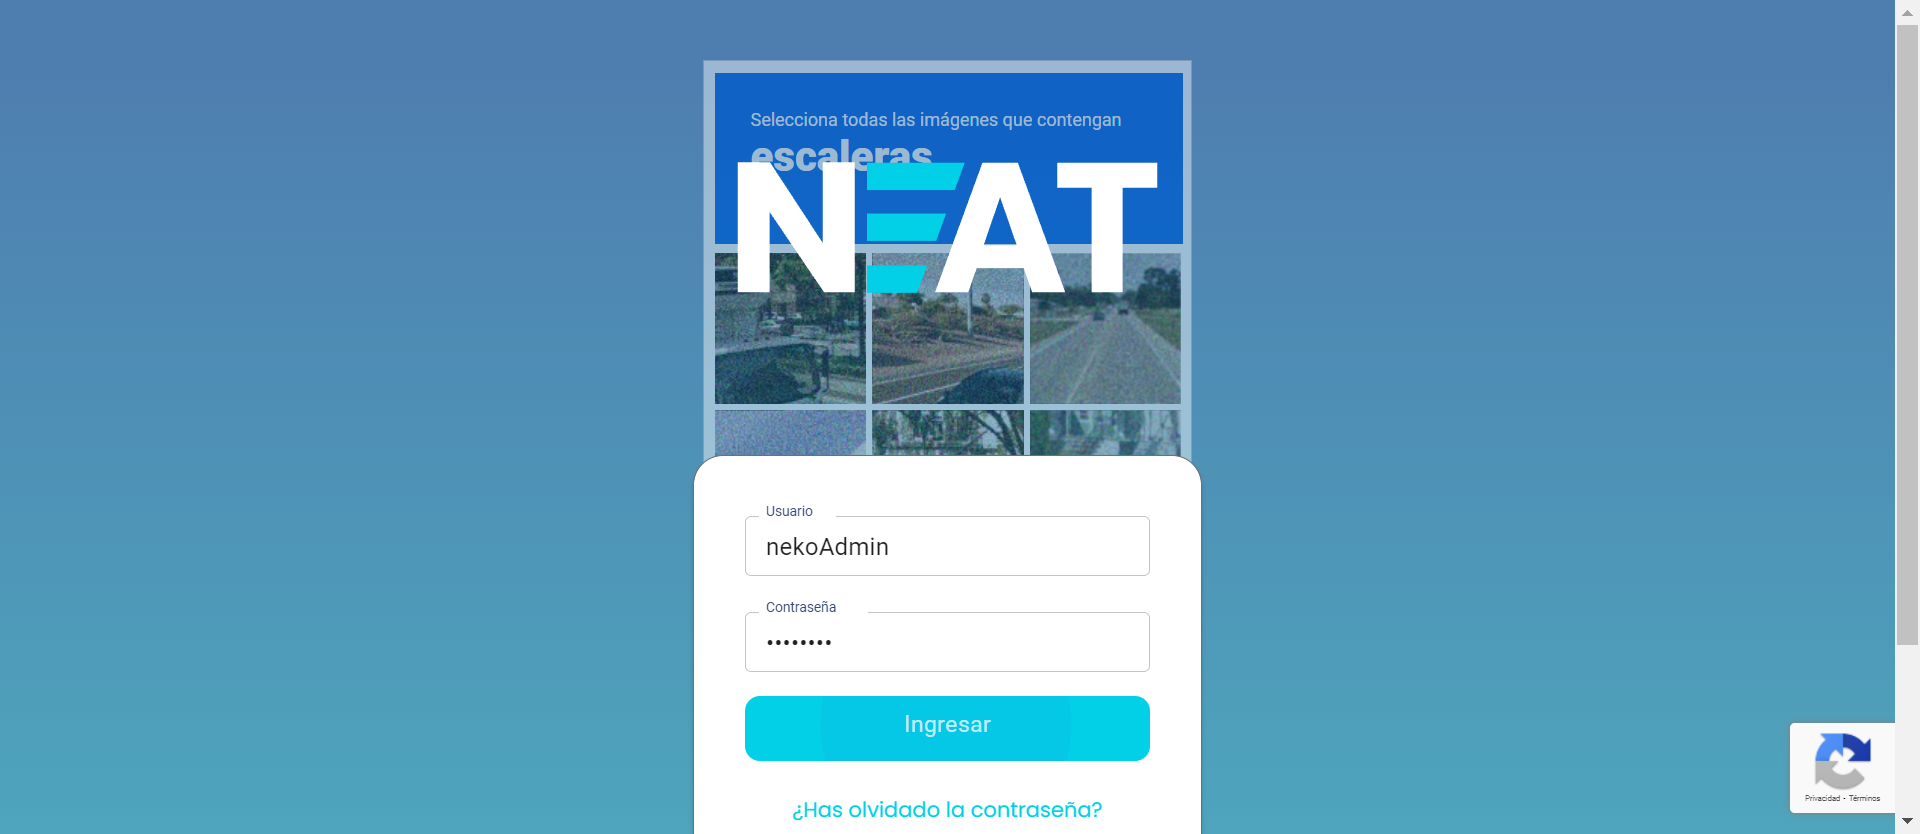 Selecciona todas las imágenes que contengan
escaleras
NEAT
Usuario
nekoAdmin
Contraseña
••••••••
Ingresar
¿Has olvidado la contraseña?
Privacidad - Términos